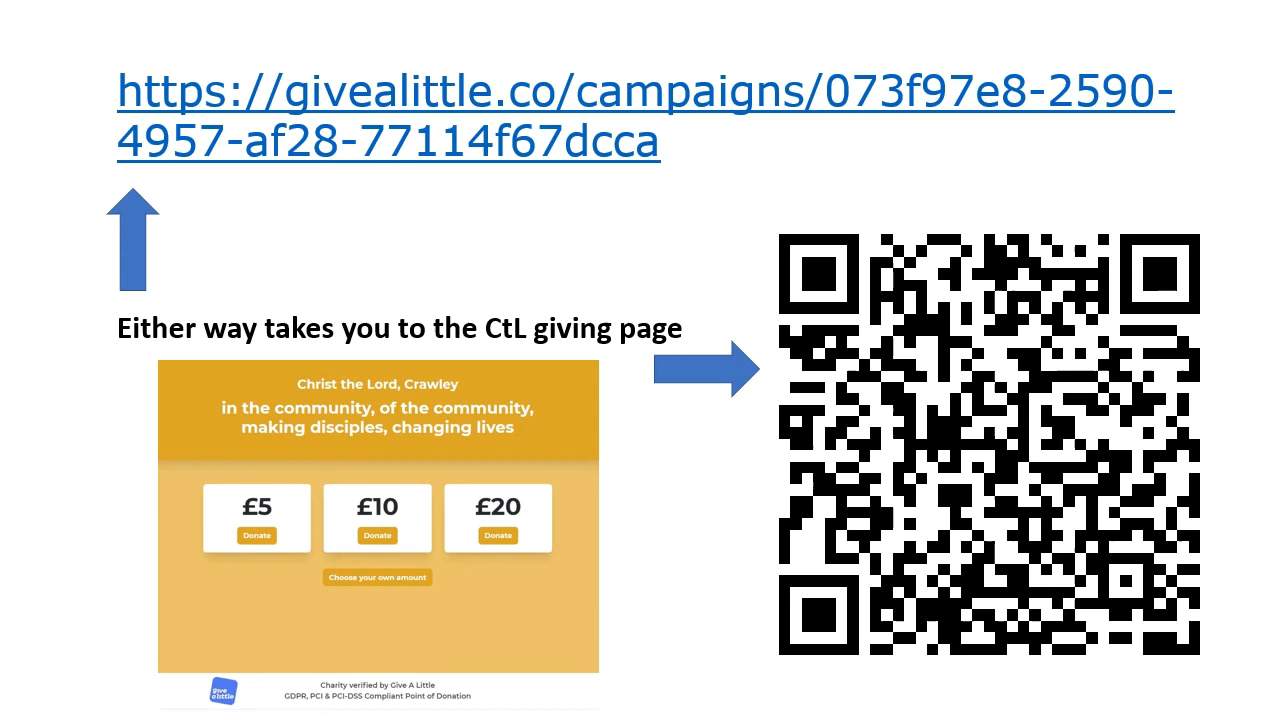 https://givealittle.co/campaigns/073f97e8-2590-
4957-af28-77114f67dcca
Either way takes you to the CtL giving page
Christ the Lord, Crawley
in the community, of the community,
making disciples, changing lives
£5 £10 £20
Donate Donate Donate
Choose your own amount
give
a little
Charity verified by Give A Little
GDPR, PCI & PCI-DSS Compliant Point of Donation